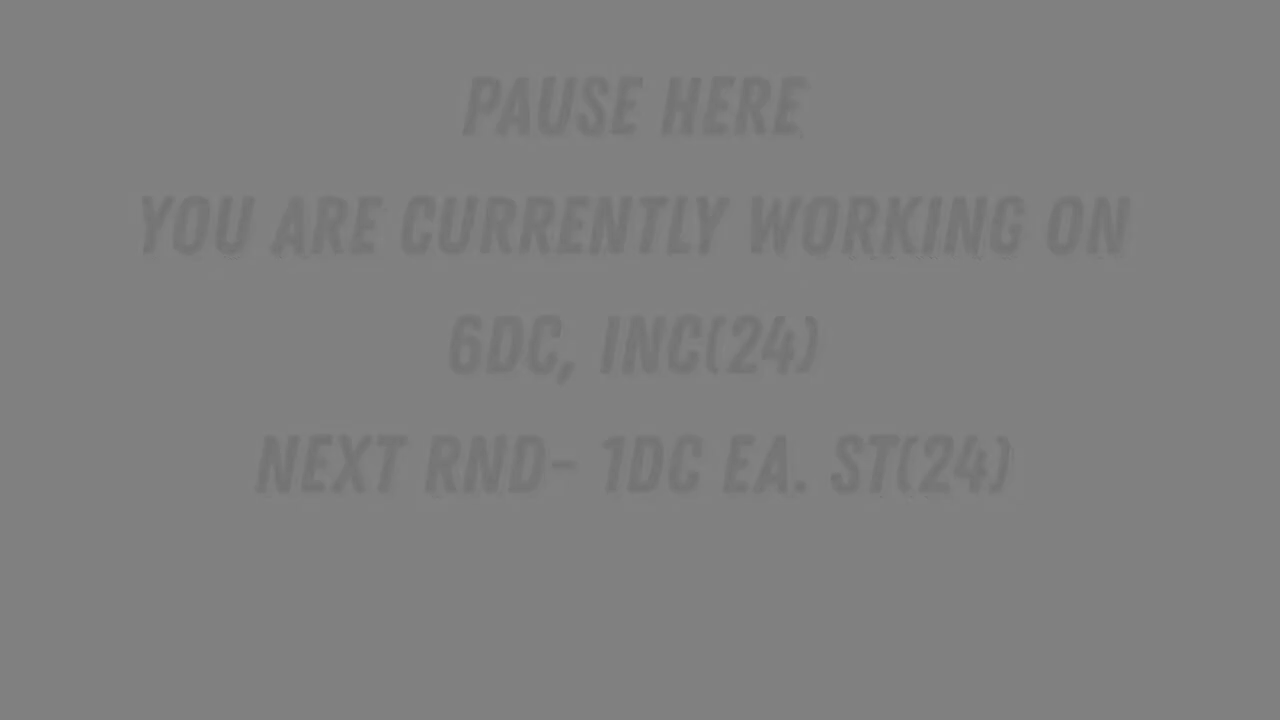 PAUSE HERE
YOU ARE CURRENTLY WORKING ON
6DC, INC(24)
NEXT RND- 1DC EA. ST(24)